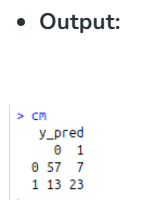 • Output:
> cm
y_pred
0 1
0 57 7
1 13 23